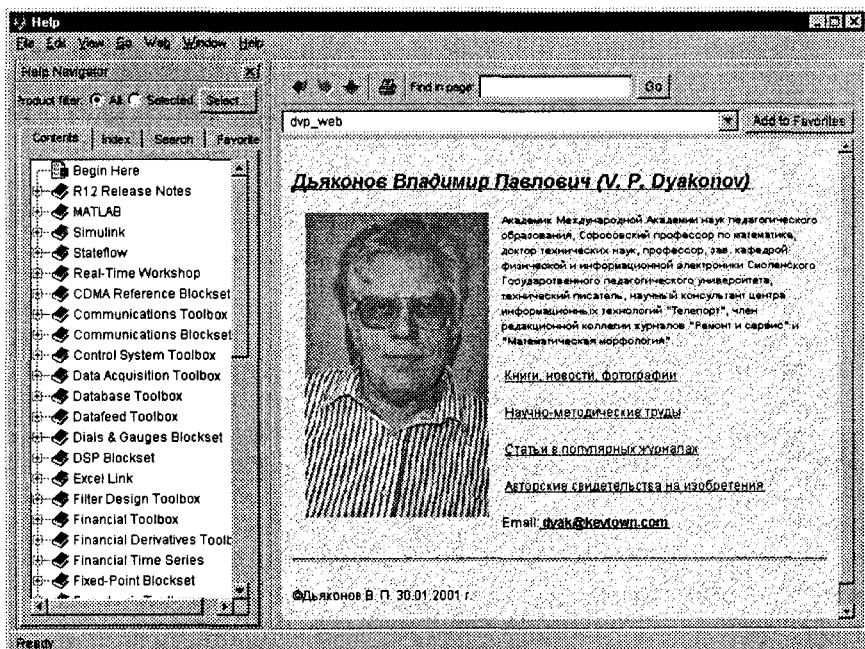 Help
File Edit View Go Web Window Help
Help Navigator
Product filter: All Selected Select...
Contents Index Search Favorite
Begin Here
R12 Release Notes
MATLAB
Simulink
Stateflow
Real-Time Workshop
CDMA Reference Blockset
Communications Toolbox
Communications Blockset
Control System Toolbox
Data Acquisition Toolbox
Database Toolbox
Datafeed Toolbox
Dials & Gauges Blockset
DSP Blockset
Excel Link
Filter Design Toolbox
Financial Toolbox
Financial Derivatives Toolb
Financial Time Series
Fixed-Point Blockset
Find in page: Go
dvp_web Add to Favorites
Дьяконов Владимир Павлович (V. P. Dyakonov)
Академик Международной Академии наук педагогического
образования, Соросовский профессор по математике,
доктор технических наук, профессор, зав. кафедрой
физической и информационной электроники Смоленского
Государственного педагогического университета,
технический писатель, научный консультант центра
информационных технологий "Телепорт", член
редакционной коллегии журналов "Ремонт и сервис" и
"Математическая морфология"
Книги, новости, фотографии
Научно-методические труды
Статьи в популярных журналах
Авторские свидетельства на изобретения
Email: dyak@keytown.com
©Дьяконов В. П. 30.01.2001 г.
Ready